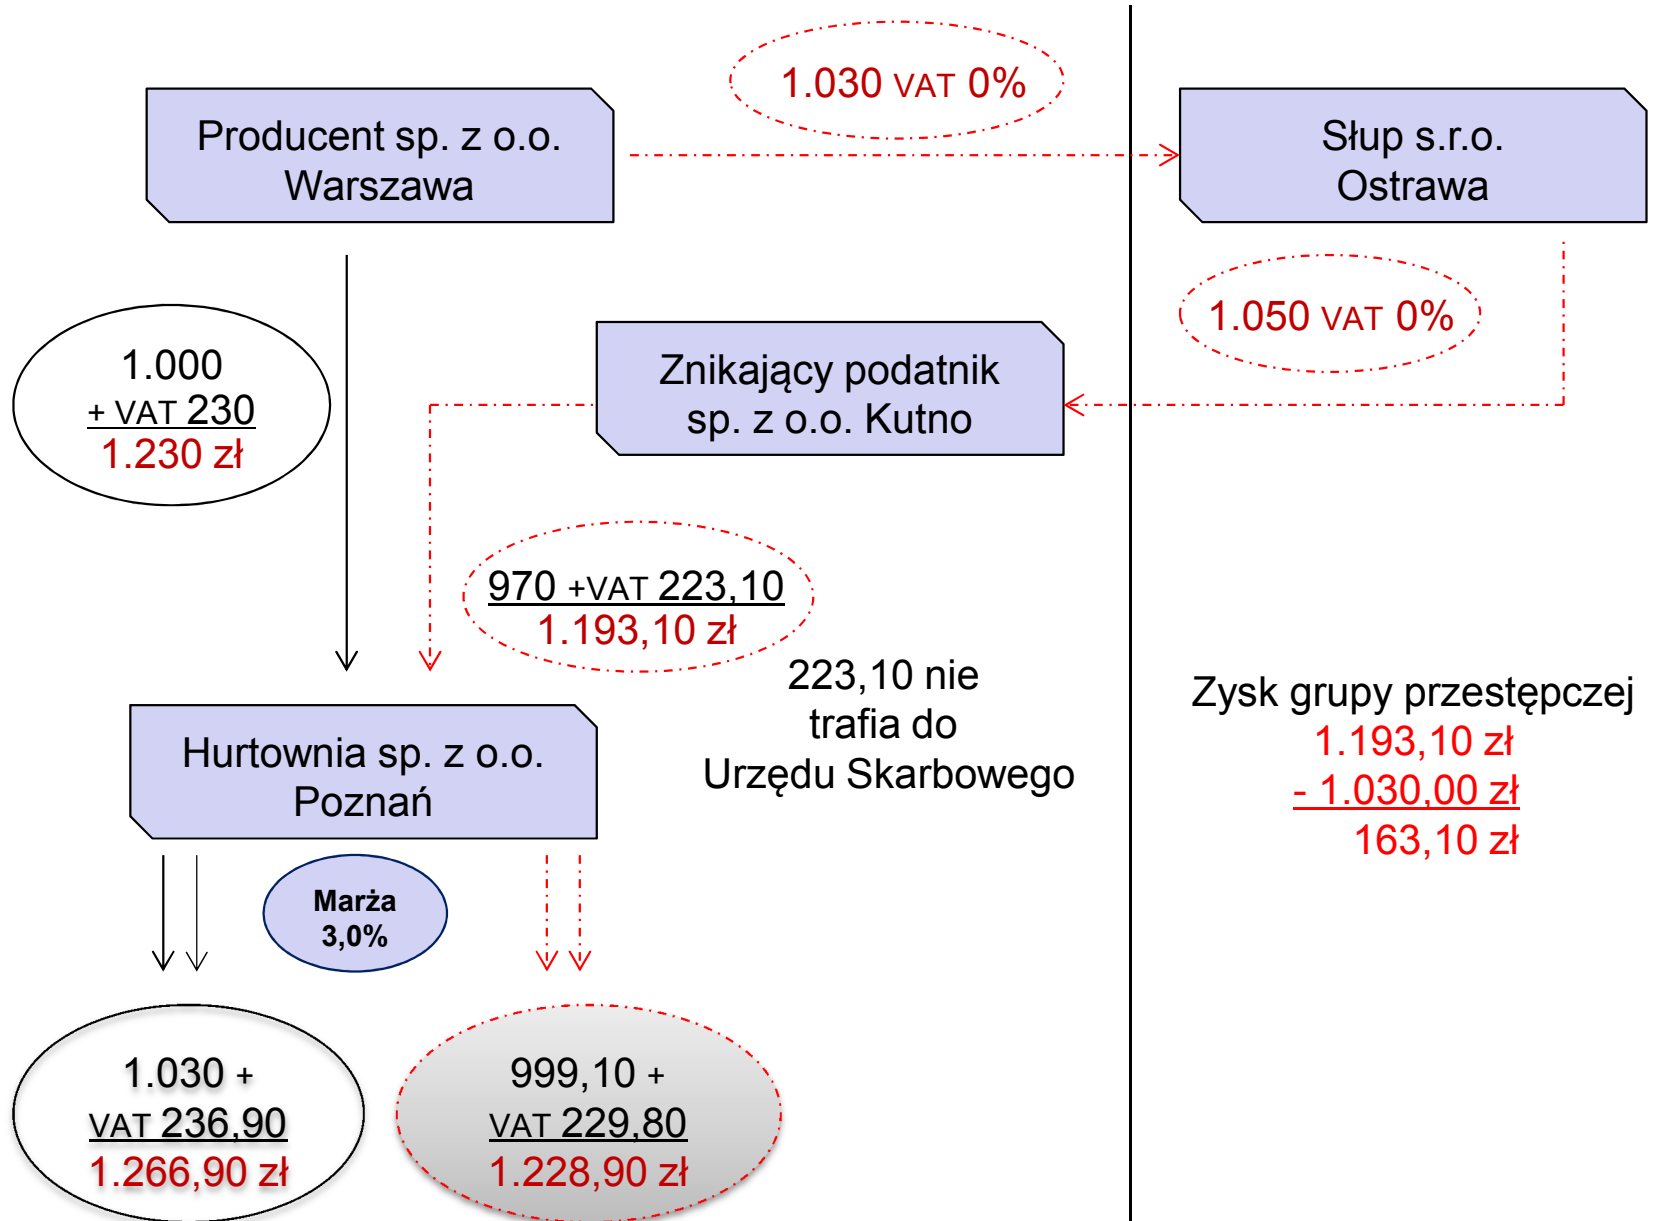 1.030 VAT 0%
Producent sp. z o.o.
Warszawa
Słup s.r.o.
Ostrawa
1.050 VAT 0%
1.000
+ VAT 230
1.230 zł
Znikający podatnik
sp. z o.o. Kutno
970 +VAT 223,10
1.193,10 zł
223,10 nie
trafia do
Urzędu Skarbowego
Zysk grupy przestępczej
1.193,10 zł
- 1.030,00 zł
163,10 zł
Hurtownia sp. z o.o.
Poznań
Marża
3,0%
1.030 +
VAT 236,90
1.266,90 zł
999,10 +
VAT 229,80
1.228,90 zł